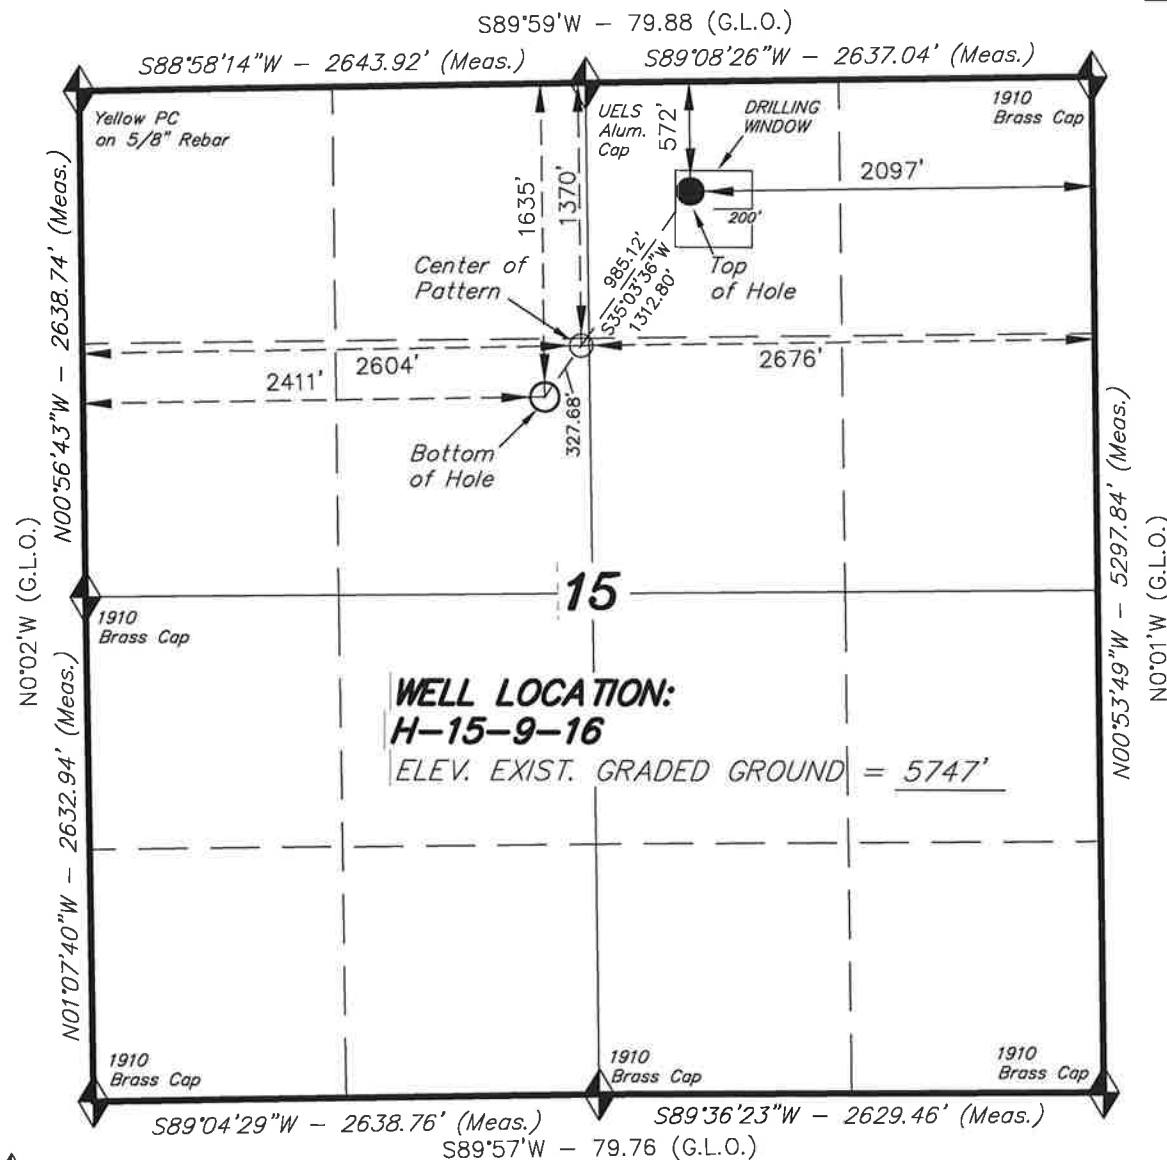 S89°59'W – 79.88 (G.L.O.)
S88°58'14"W – 2643.92' (Meas.)
S89°08'26"W – 2637.04' (Meas.)
Yellow PC
on 5/8" Rebar
UELS
Alum.
Cap
572'
DRILLING
WINDOW
1910
Brass Cap
1635'
1370'
2097'
200'
Center of
Pattern
985.12'
S35°03'36"W
1312.80'
Top
of Hole
2604'
2676'
2411'
327.68'
Bottom
of Hole
N00°56'43"W – 2638.74' (Meas.)
N0°02'W (G.L.O.)
15
1910
Brass Cap
N00°53'49"W – 5297.84' (Meas.)
N0°01'W (G.L.O.)
WELL LOCATION:
H–15–9–16
ELEV. EXIST. GRADED GROUND = 5747'
N01°07'40"W – 2632.94' (Meas.)
1910
Brass Cap
1910
Brass Cap
1910
Brass Cap
S89°04'29"W – 2638.76' (Meas.)
S89°36'23"W – 2629.46' (Meas.)
S89°57'W – 79.76 (G.L.O.)